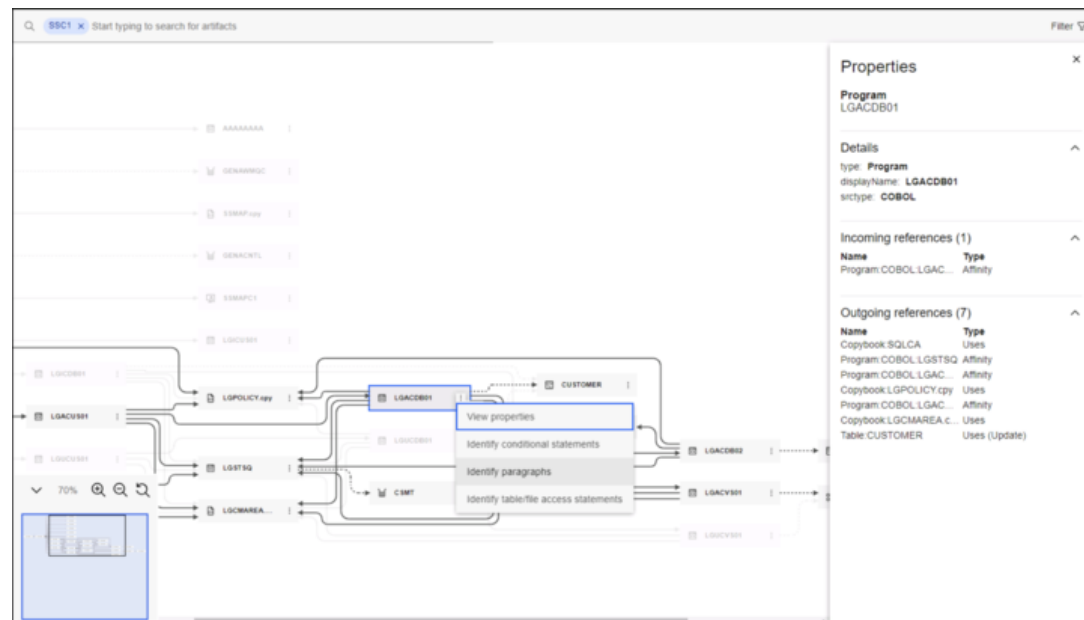 SSC1 × Start typing to search for artifacts
Filter
AAAAAAAA
GENAWMQC
SSMAP.cpy
GENACNTL
SSMAPC1
LGICUS01
LGICDB01
LGACUS01
LGUCUS01
LGPOLICY.cpy
LGSTSQ
LGCMAREA...
LGACDB01
LGUCDB01
CSMT
CUSTOMER
View properties
Identify conditional statements
Identify paragraphs
Identify table/file access statements
LGACDB02
LGACVS01
LGUCVS01
70%
Properties
Program
LGACDB01
Details
type: Program
displayName: LGACDB01
srctype: COBOL
Incoming references (1)
Name Type
Program:COBOL:LGAC... Affinity
Outgoing references (7)
Name Type
Copybook:SQLCA Uses
Program:COBOL:LGSTSQ Affinity
Program:COBOL:LGAC... Affinity
Copybook:LGPOLICY.cpy Uses
Program:COBOL:LGAC... Affinity
Copybook:LGCMAREA.c... Uses
Table:CUSTOMER Uses (Update)